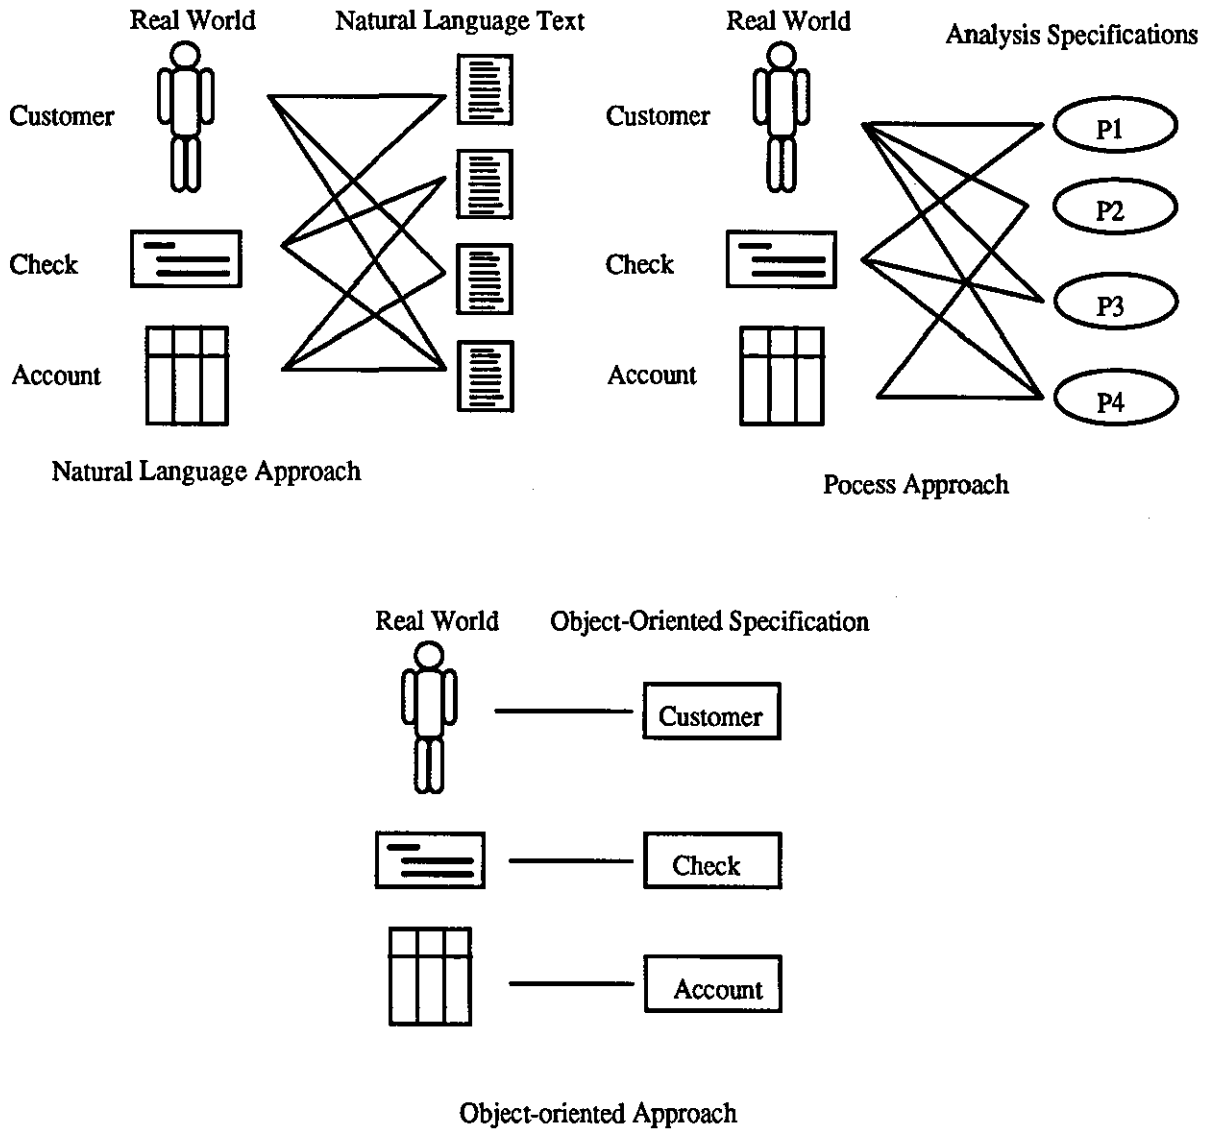 Real World
Natural Language Text
Customer
Check
Account
Natural Language Approach
Real World
Analysis Specifications
Customer
Check
Account
P1
P2
P3
P4
Pocess Approach
Real World
Object-Oriented Specification
Customer
Check
Account
Object-oriented Approach